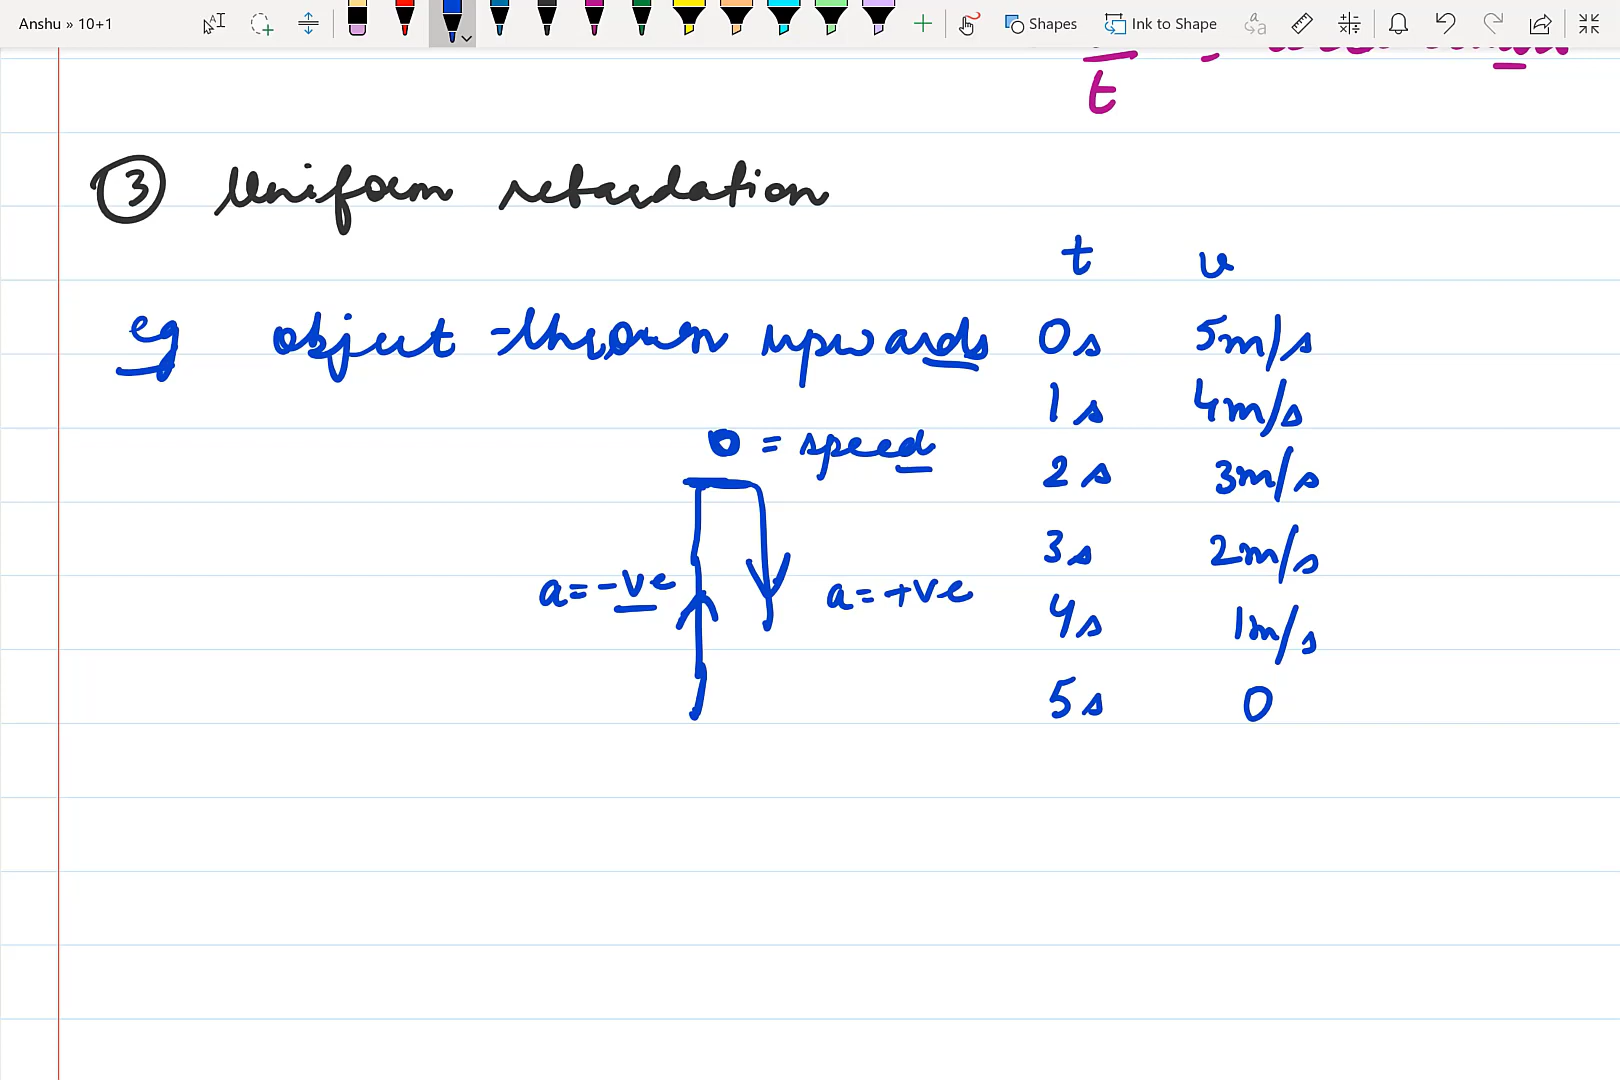 Anshu » 10+1
Shapes
Ink to Shape
t
③ Uniform retardation
t v
eg object thrown upwards 0s 5m/s
1s 4m/s
0 = speed
2s 3m/s
3s 2m/s
a=-ve a=+ve
4s 1m/s
5s 0